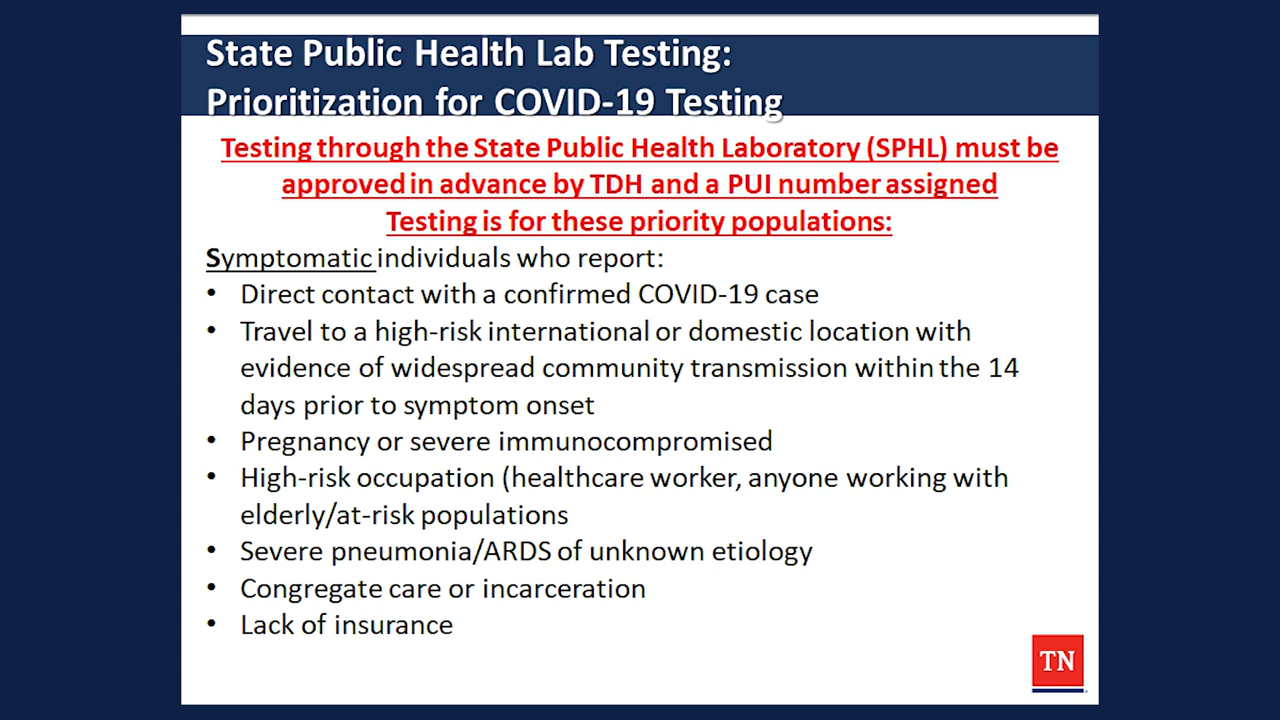 State Public Health Lab Testing:
Prioritization for COVID-19 Testing
Testing through the State Public Health Laboratory (SPHL) must be
approved in advance by TDH and a PUI number assigned
Testing is for these priority populations:
Symptomatic individuals who report:
• Direct contact with a confirmed COVID-19 case
• Travel to a high-risk international or domestic location with
evidence of widespread community transmission within the 14
days prior to symptom onset
• Pregnancy or severe immunocompromised
• High-risk occupation (healthcare worker, anyone working with
elderly/at-risk populations
• Severe pneumonia/ARDS of unknown etiology
• Congregate care or incarceration
• Lack of insurance
TN